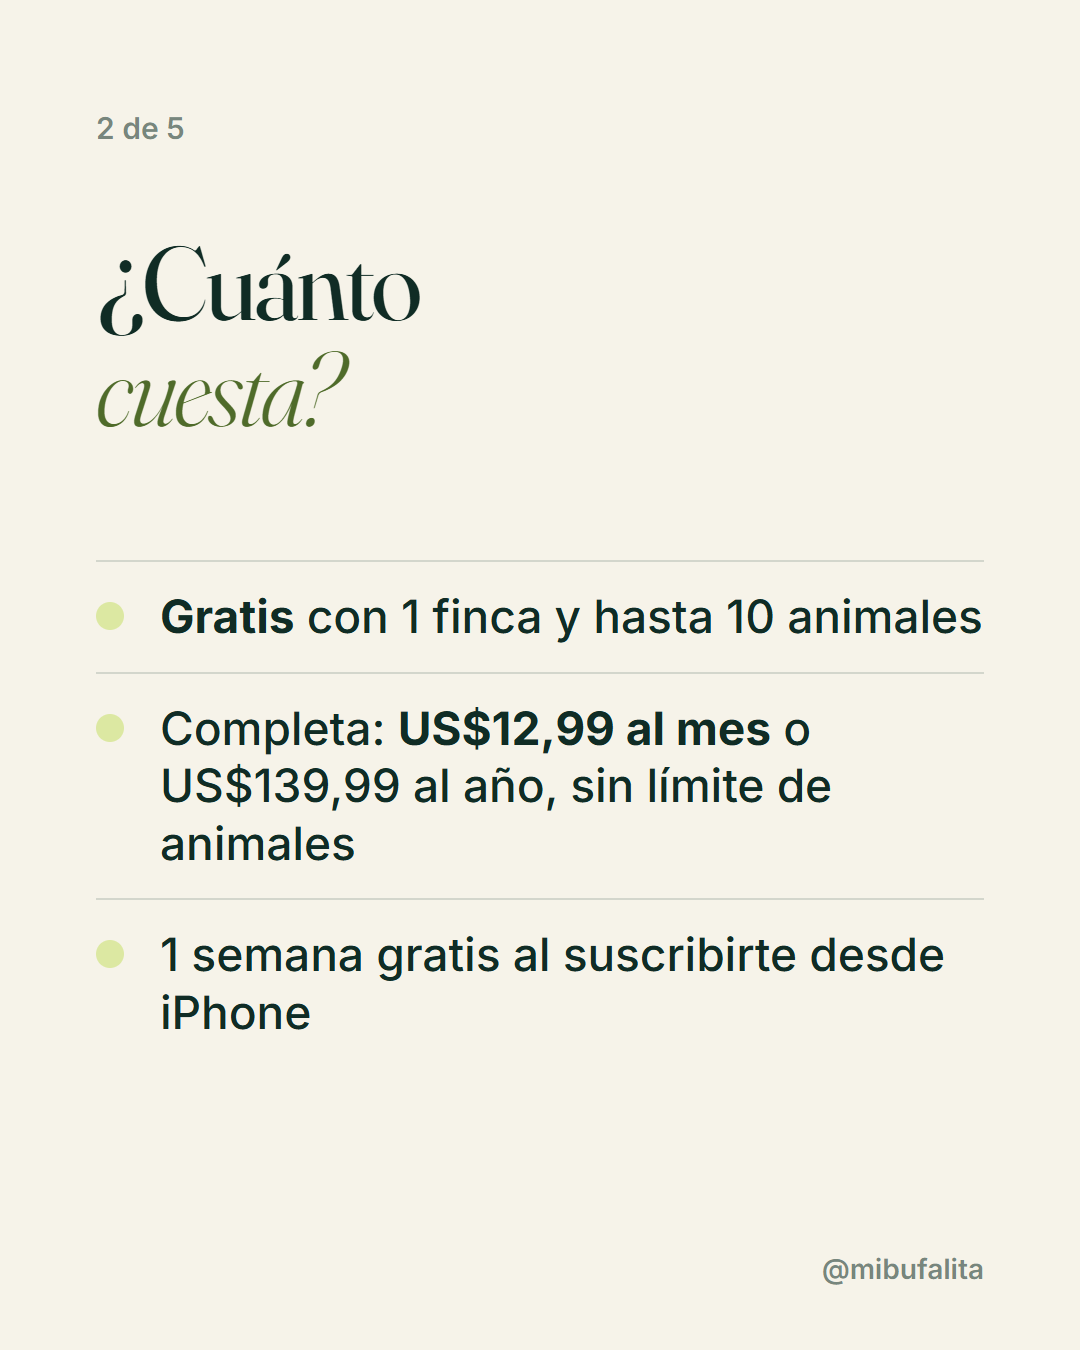 2 de 5
¿Cuánto
cuesta?
Gratis con 1 finca y hasta 10 animales
Completa: US$12,99 al mes o
US$139,99 al año, sin límite de
animales
1 semana gratis al suscribirte desde
iPhone
@mibufalita